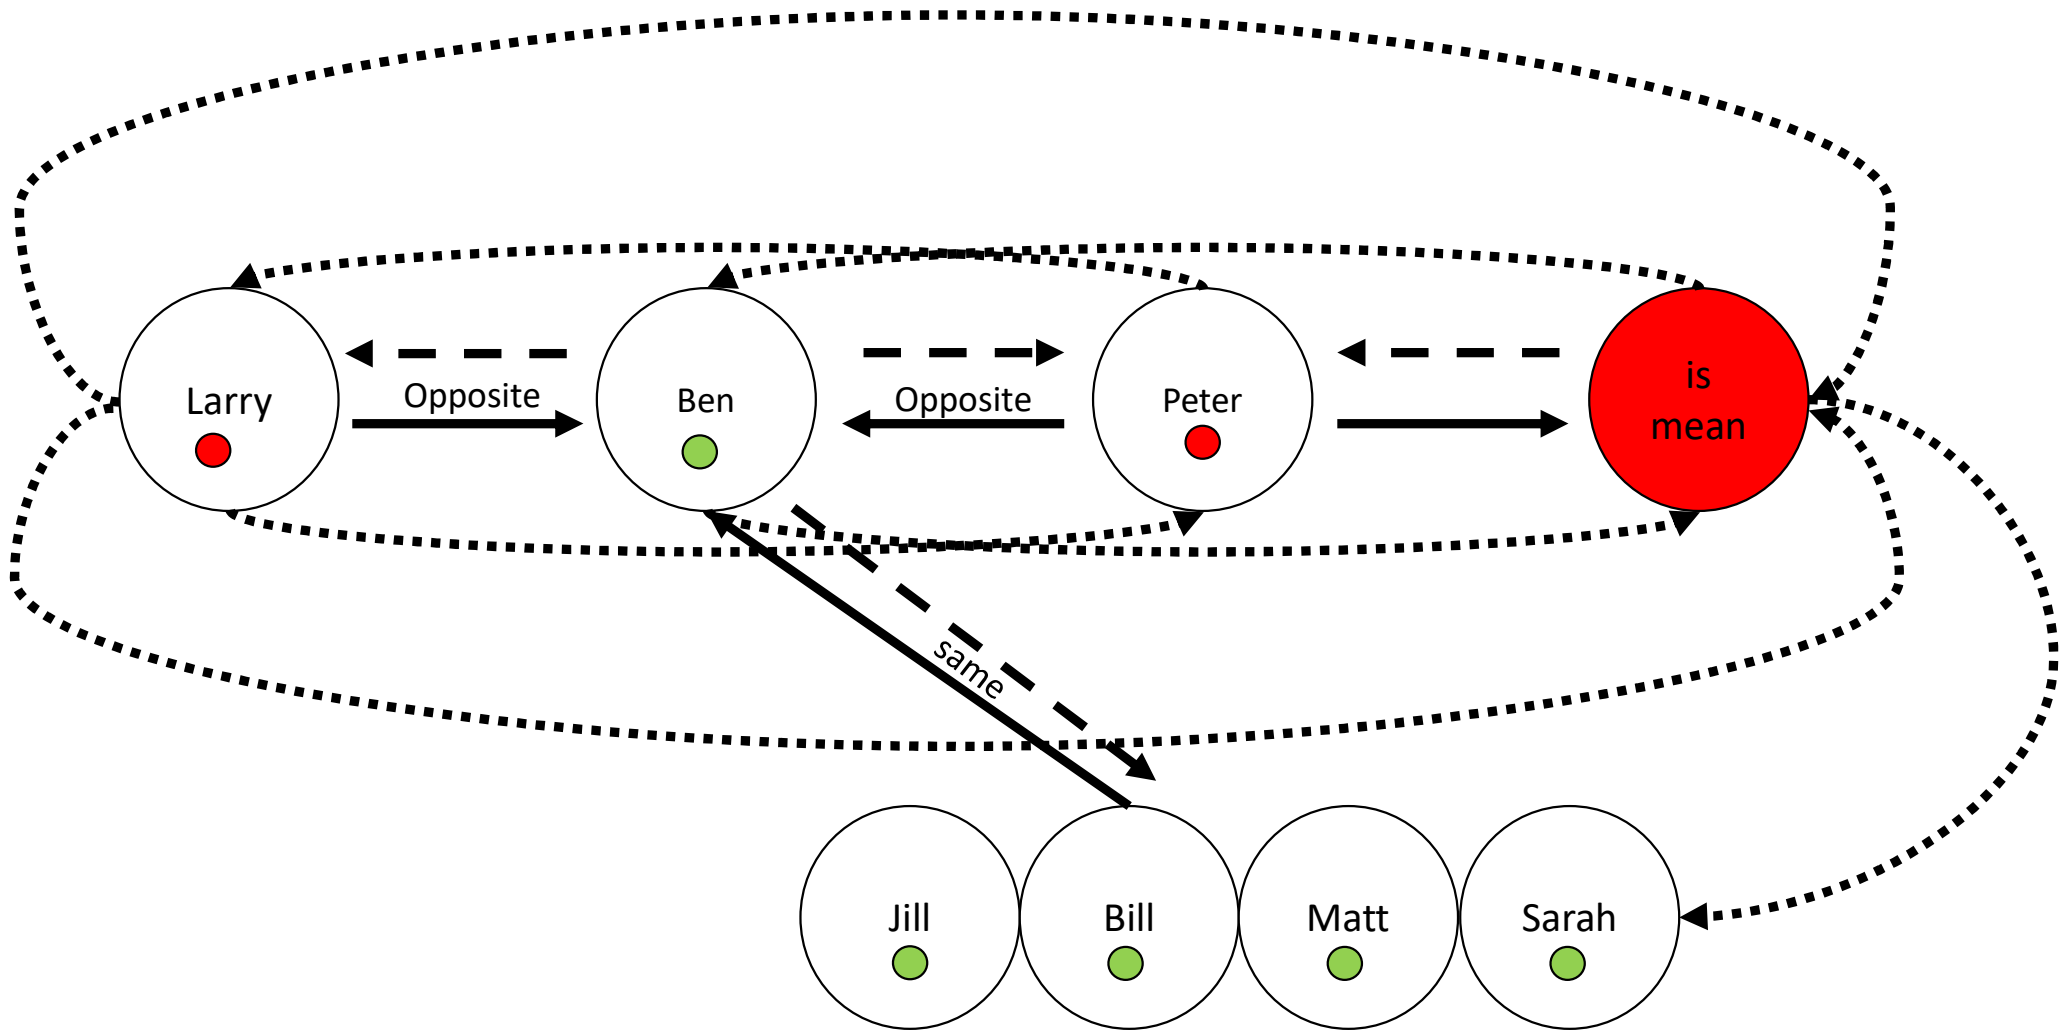 Larry
Opposite
Ben
Opposite
Peter
is
mean
same
Jill
Bill
Matt
Sarah